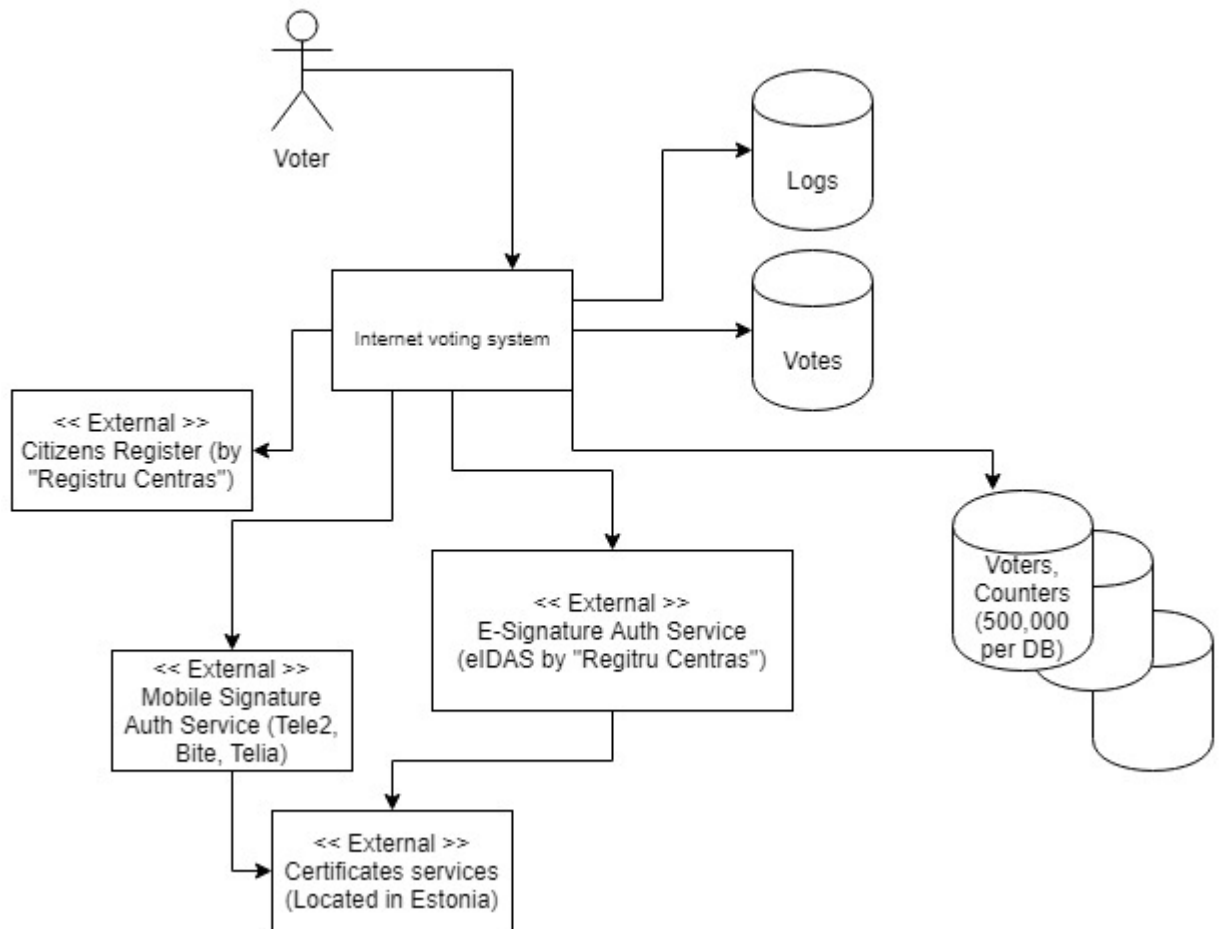 Voter
Logs
Internet voting system
Votes
<< External >>
Citizens Register (by
"Registru Centras")
Voters,
Counters
(500,000
per DB)
<< External >>
E-Signature Auth Service
(eIDAS by "Regitru Centras")
<< External >>
Mobile Signature
Auth Service (Tele2,
Bite, Telia)
<< External >>
Certificates services
(Located in Estonia)